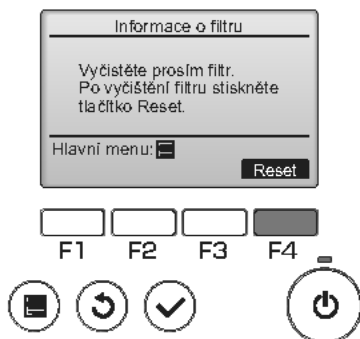 Informace o filtru
Vyčistěte prosím filtr.
Po vyčištění filtru stiskněte
tlačítko Reset.
Hlavní menu:
Reset
F1 F2 F3 F4